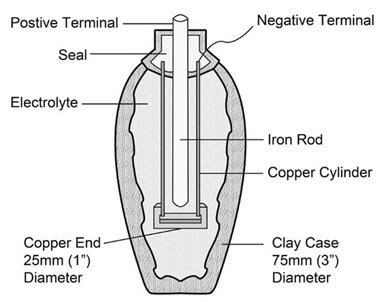 Postive Terminal
Negative Terminal
Seal
Electrolyte
Iron Rod
Copper Cylinder
Copper End
25mm (1”)
Diameter
Clay Case
75mm (3”)
Diameter